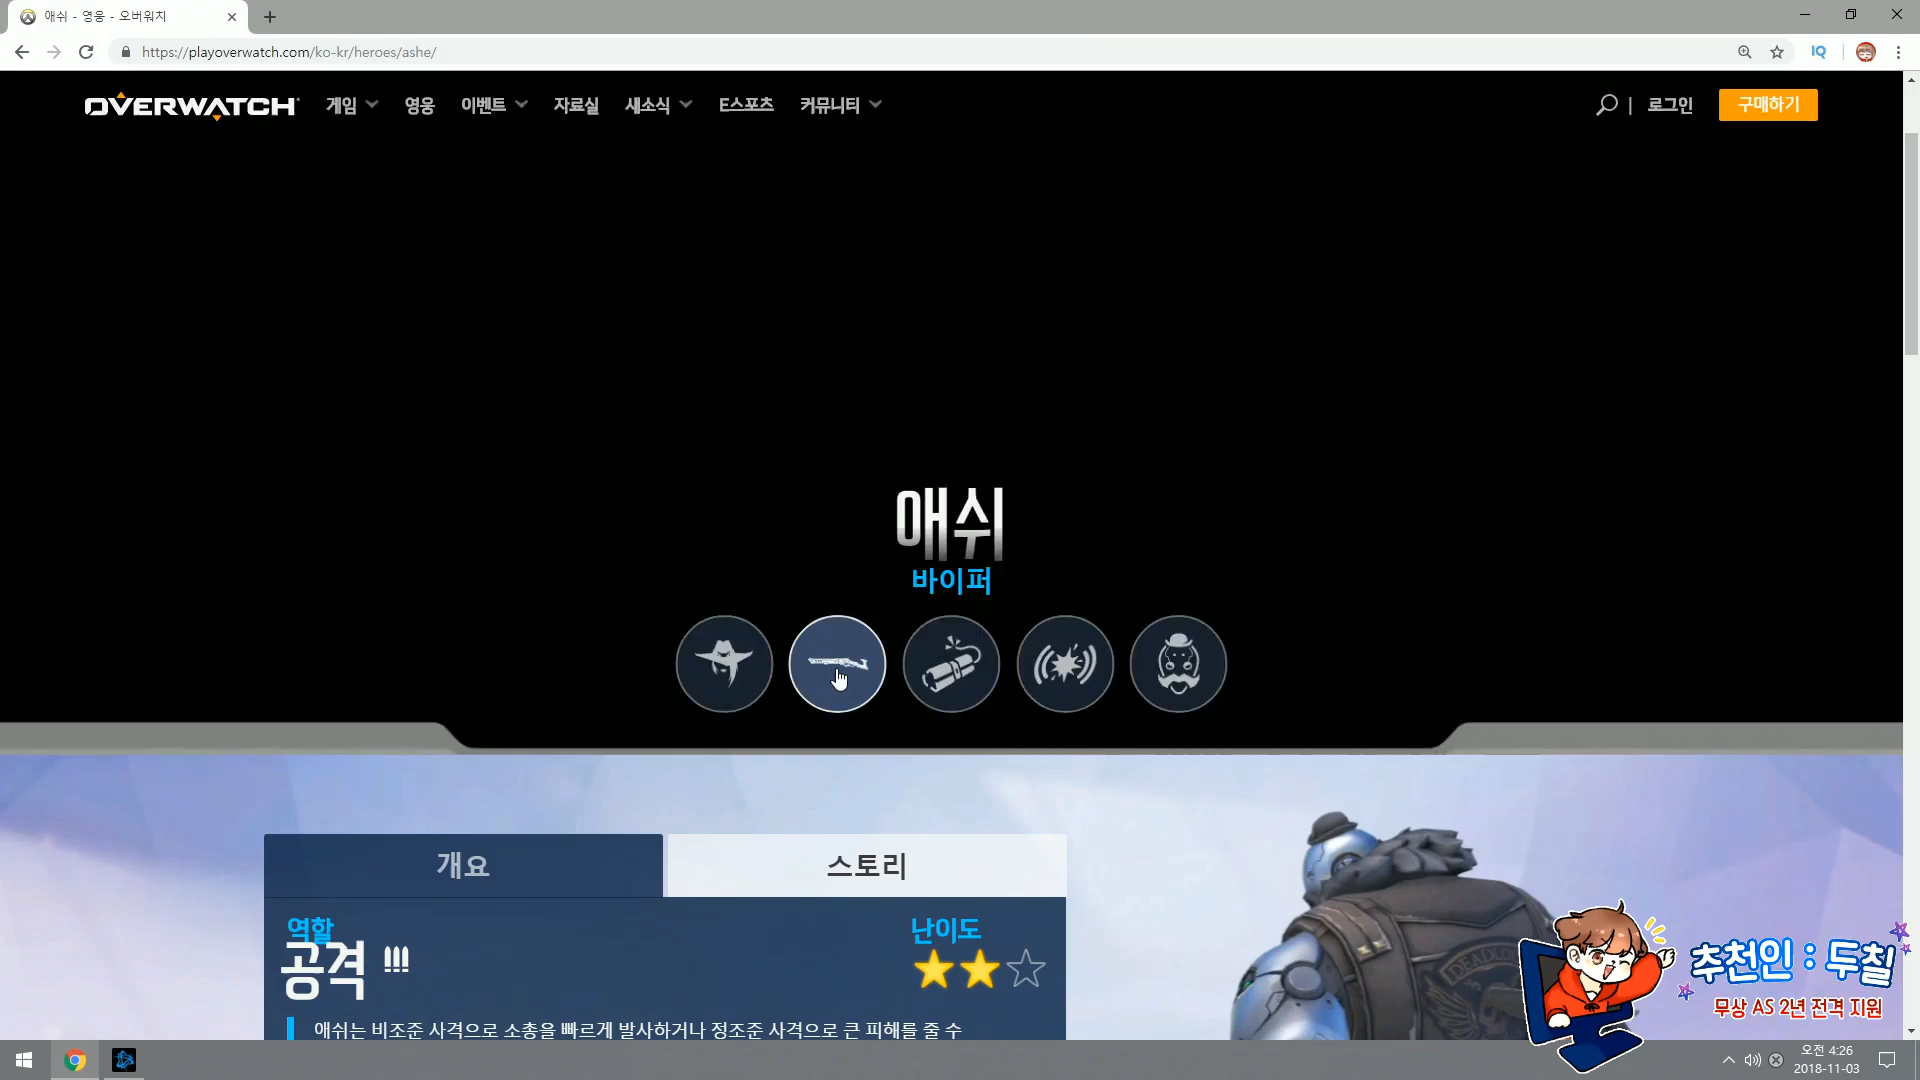 애쉬 - 영웅 - 오버워치
https://playoverwatch.com/ko-kr/heroes/ashe/
IQ
OVERWATCH 게임 영웅 이벤트 자료실 새소식 E스포츠 커뮤니티 | 로그인 구매하기
애쉬
바이퍼
개요 스토리
역할 난이도
공격
애쉬는 비조준 사격으로 소총을 빠르게 발사하거나 정조준 사격으로 큰 피해를 줄 수
추천인 : 두칠
무상 AS 2년 전격 지원
오전 4:26
2018-11-03